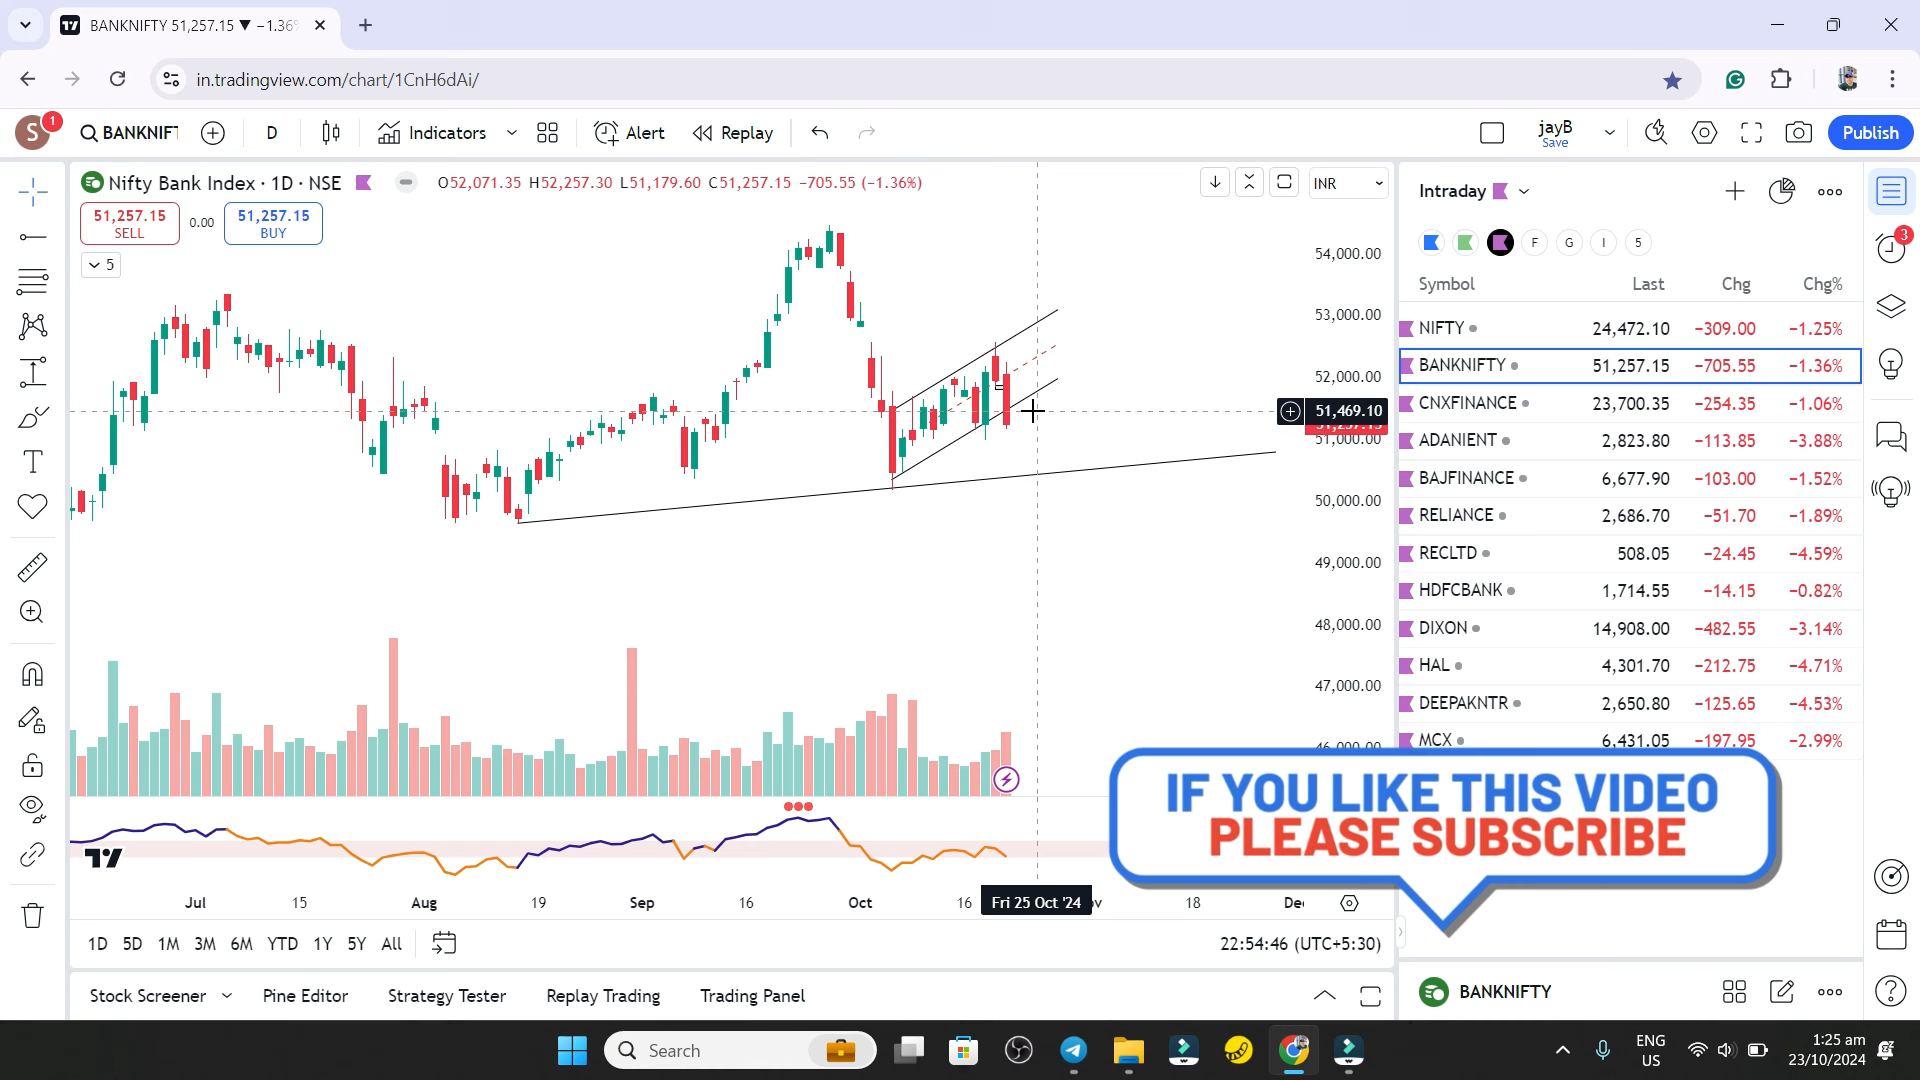 BANKNIFTY 51,257.15 ▼ −1.36%
in.tradingview.com/chart/1CnH6dAi/
S 1 BANKNIFT D Indicators Alert Replay jayB Save Publish
Nifty Bank Index · 1D · NSE O52,071.35 H52,257.30 L51,179.60 C51,257.15 −705.55 (−1.36%) INR
51,257.15 SELL 0.00 51,257.15 BUY
5
54,000.00
53,000.00
52,000.00
51,469.10
51,000.00
50,000.00
49,000.00
48,000.00
47,000.00
46,000.00
Jul 15 Aug 19 Sep 16 Oct 16 Fri 25 Oct '24 18
1D 5D 1M 3M 6M YTD 1Y 5Y All 22:54:46 (UTC+5:30)
Stock Screener Pine Editor Strategy Tester Replay Trading Trading Panel
Intraday
F G I 5
3
Symbol Last Chg Chg%
NIFTY 24,472.10 −309.00 −1.25%
BANKNIFTY 51,257.15 −705.55 −1.36%
CNXFINANCE 23,700.35 −254.35 −1.06%
ADANIENT 2,823.80 −113.85 −3.88%
BAJFINANCE 6,677.90 −103.00 −1.52%
RELIANCE 2,686.70 −51.70 −1.89%
RECLTD 508.05 −24.45 −4.59%
HDFCBANK 1,714.55 −14.15 −0.82%
DIXON 14,908.00 −482.55 −3.14%
HAL 4,301.70 −212.75 −4.71%
DEEPAKNTR 2,650.80 −125.65 −4.53%
MCX 6,431.05 −197.95 −2.99%
IF YOU LIKE THIS VIDEO
PLEASE SUBSCRIBE
BANKNIFTY
Search
ENG
US
1:25 am
23/10/2024